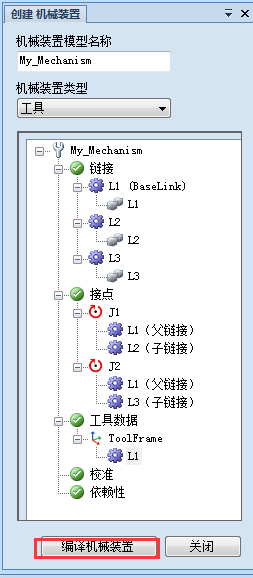 创建 机械装置
机械装置模型名称
My_Mechanism
机械装置类型
工具
My_Mechanism
链接
L1 (BaseLink)
L1
L2
L2
L3
L3
接点
J1
L1（父链接）
L2（子链接）
J2
L1（父链接）
L3（子链接）
工具数据
ToolFrame
L1
校准
依赖性
编译机械装置 关闭